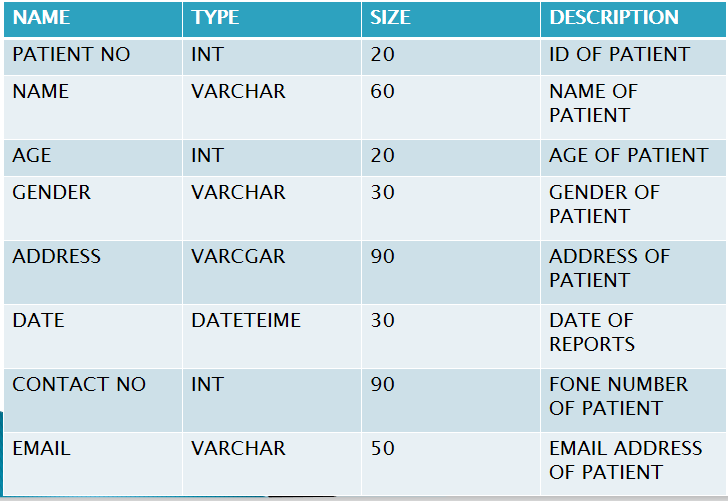 NAME TYPE SIZE DESCRIPTION
PATIENT NO INT 20 ID OF PATIENT
NAME VARCHAR 60 NAME OF
PATIENT
AGE INT 20 AGE OF PATIENT
GENDER VARCHAR 30 GENDER OF
PATIENT
ADDRESS VARCGAR 90 ADDRESS OF
PATIENT
DATE DATETEIME 30 DATE OF
REPORTS
CONTACT NO INT 90 FONE NUMBER
OF PATIENT
EMAIL VARCHAR 50 EMAIL ADDRESS
OF PATIENT